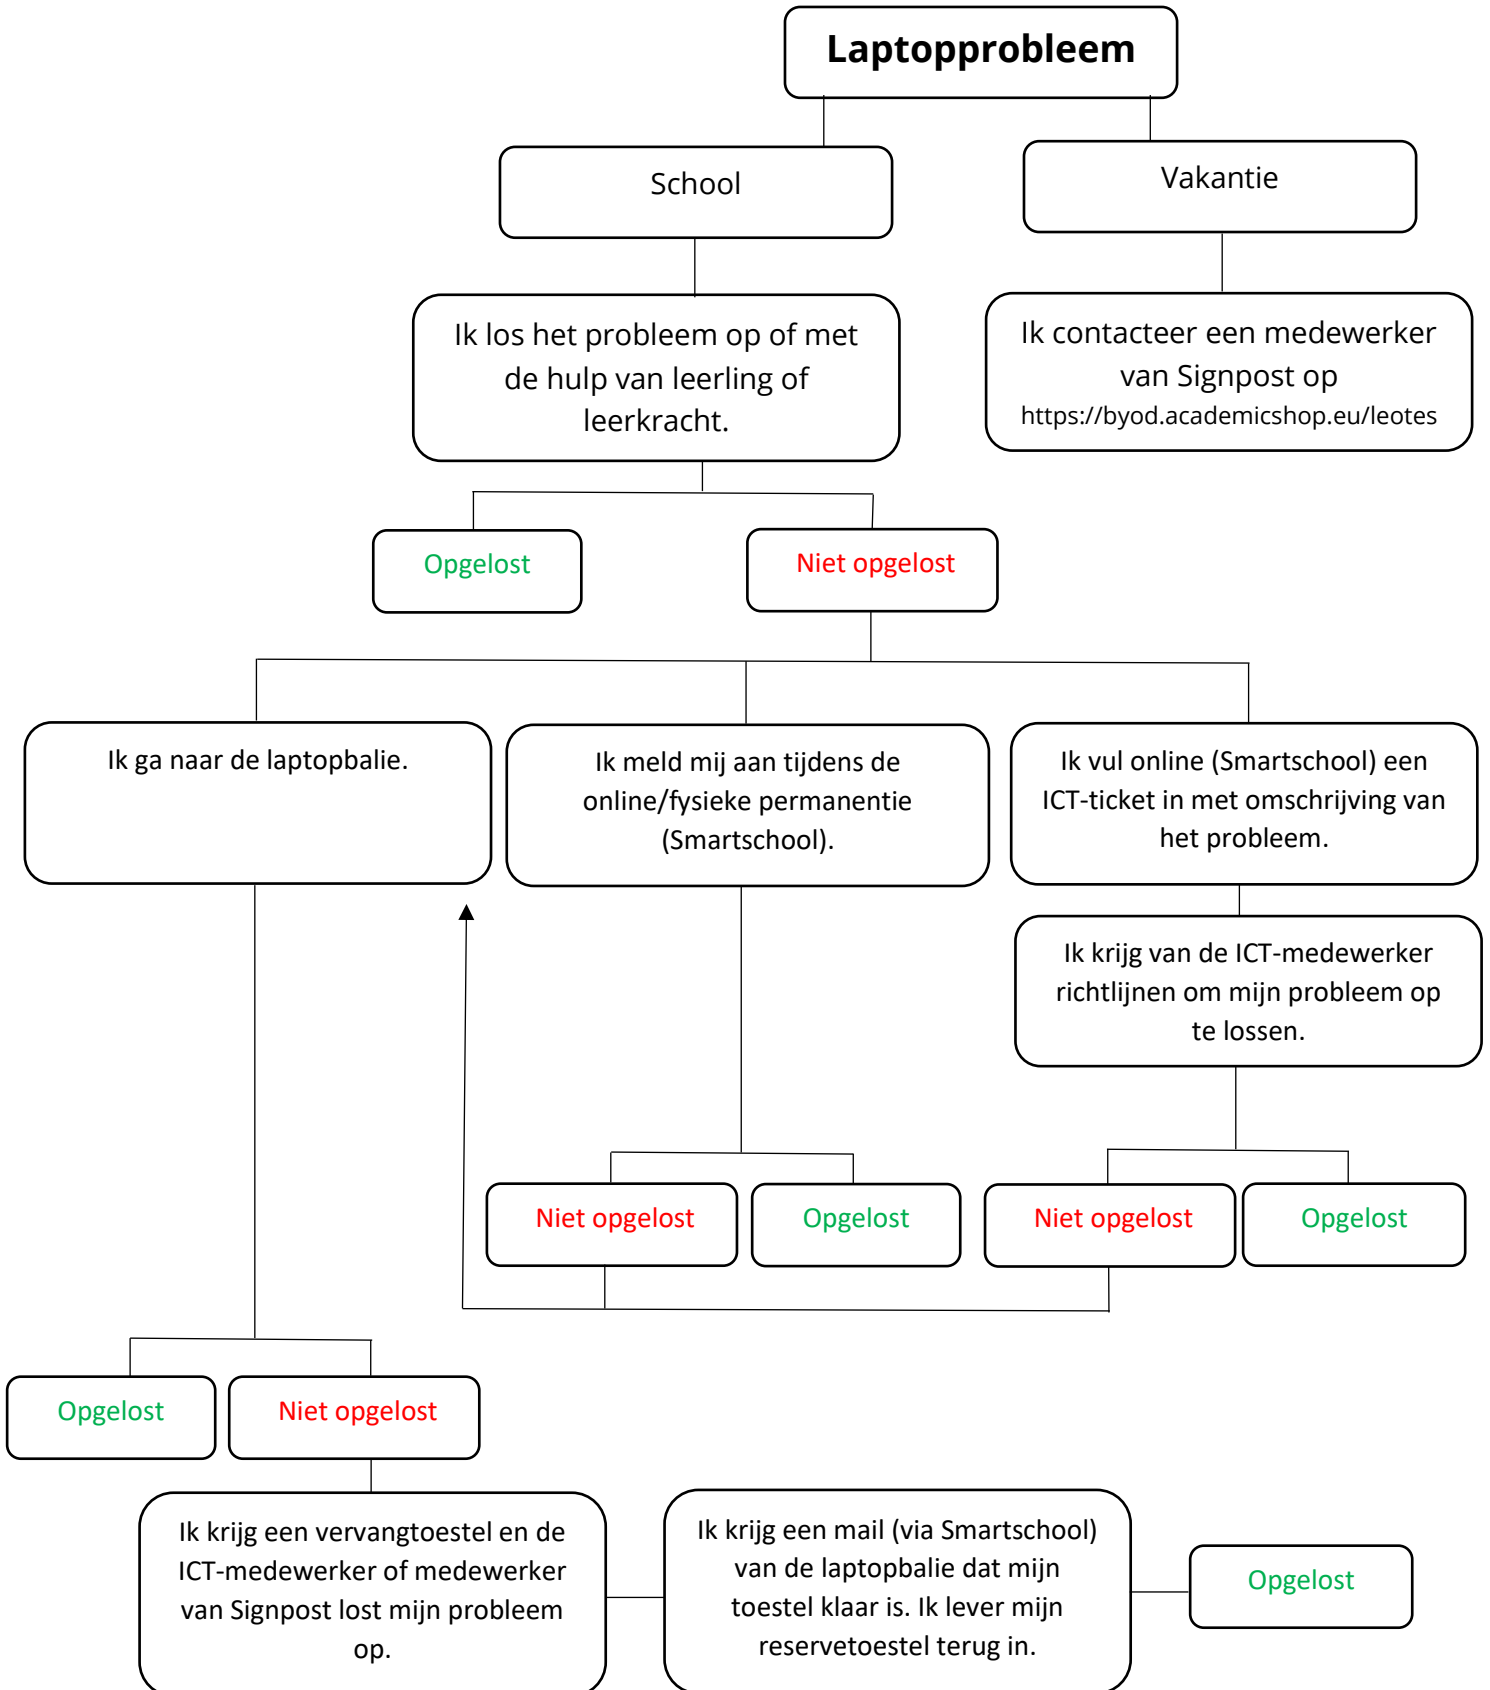 Laptopprobleem
School
Vakantie
Ik los het probleem op of met
de hulp van leerling of
leerkracht.
Ik contacteer een medewerker
van Signpost op
https://byod.academicshop.eu/leotes
Opgelost
Niet opgelost
Ik ga naar de laptopbalie.
Ik meld mij aan tijdens de
online/fysieke permanentie
(Smartschool).
Ik vul online (Smartschool) een
ICT-ticket in met omschrijving van
het probleem.
Ik krijg van de ICT-medewerker
richtlijnen om mijn probleem op
te lossen.
Niet opgelost
Opgelost
Niet opgelost
Opgelost
Opgelost
Niet opgelost
Ik krijg een vervangtoestel en de
ICT-medewerker of medewerker
van Signpost lost mijn probleem
op.
Ik krijg een mail (via Smartschool)
van de laptopbalie dat mijn
toestel klaar is. Ik lever mijn
reservetoestel terug in.
Opgelost